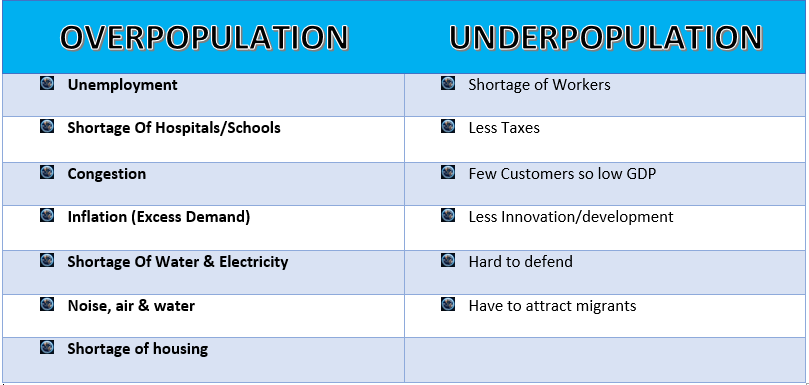 OVERPOPULATION UNDERPOPULATION
Unemployment Shortage of Workers
Shortage Of Hospitals/Schools Less Taxes
Congestion Few Customers so low GDP
Inflation (Excess Demand) Less Innovation/development
Shortage Of Water & Electricity Hard to defend
Noise, air & water Have to attract migrants
Shortage of housing